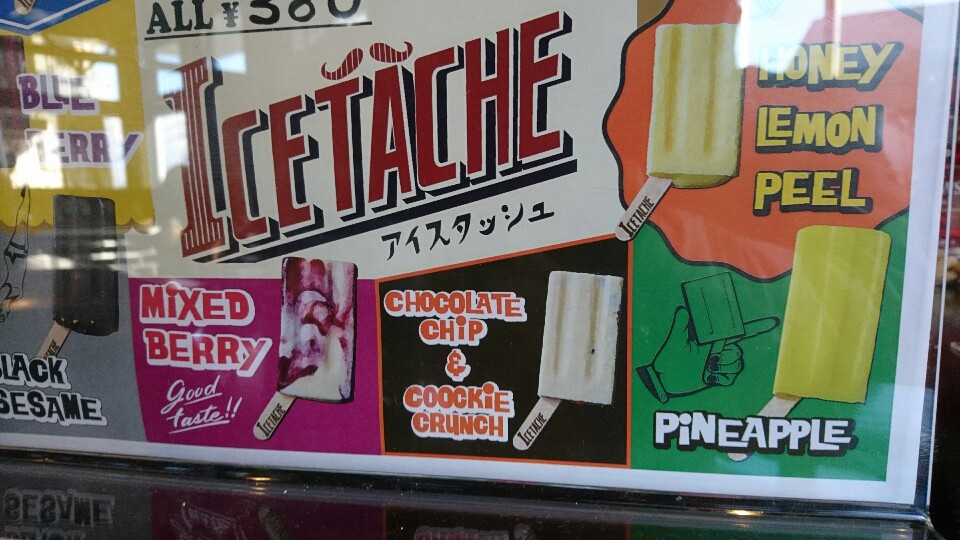 ALL ¥380
ICETACHE
アイスタッシュ
BLUE
BERRY
HONEY
LEMON
PEEL
ICETACHE
BLACK
SESAME
MIXED
BERRY
Good
taste!!
ICETACHE
CHOCOLATE
CHIP
&
COOCKIE
CRUNCH
ICETACHE
PINEAPPLE